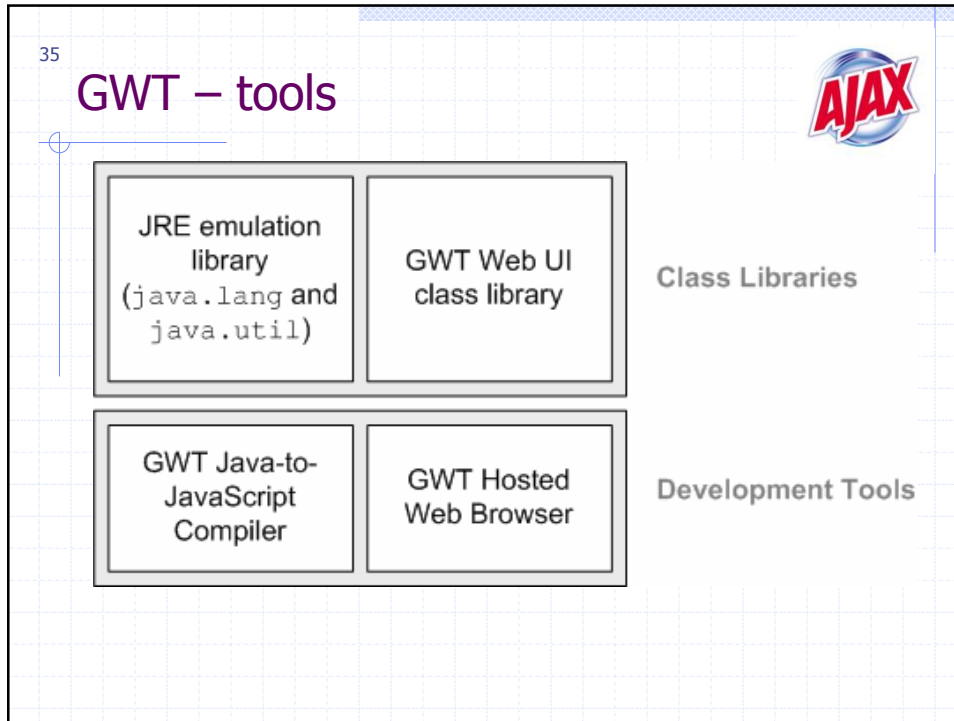 35
GWT – tools
AJAX
JRE emulation
library
(java.lang and
java.util)
GWT Web UI
class library
Class Libraries
GWT Java-to-
JavaScript
Compiler
GWT Hosted
Web Browser
Development Tools